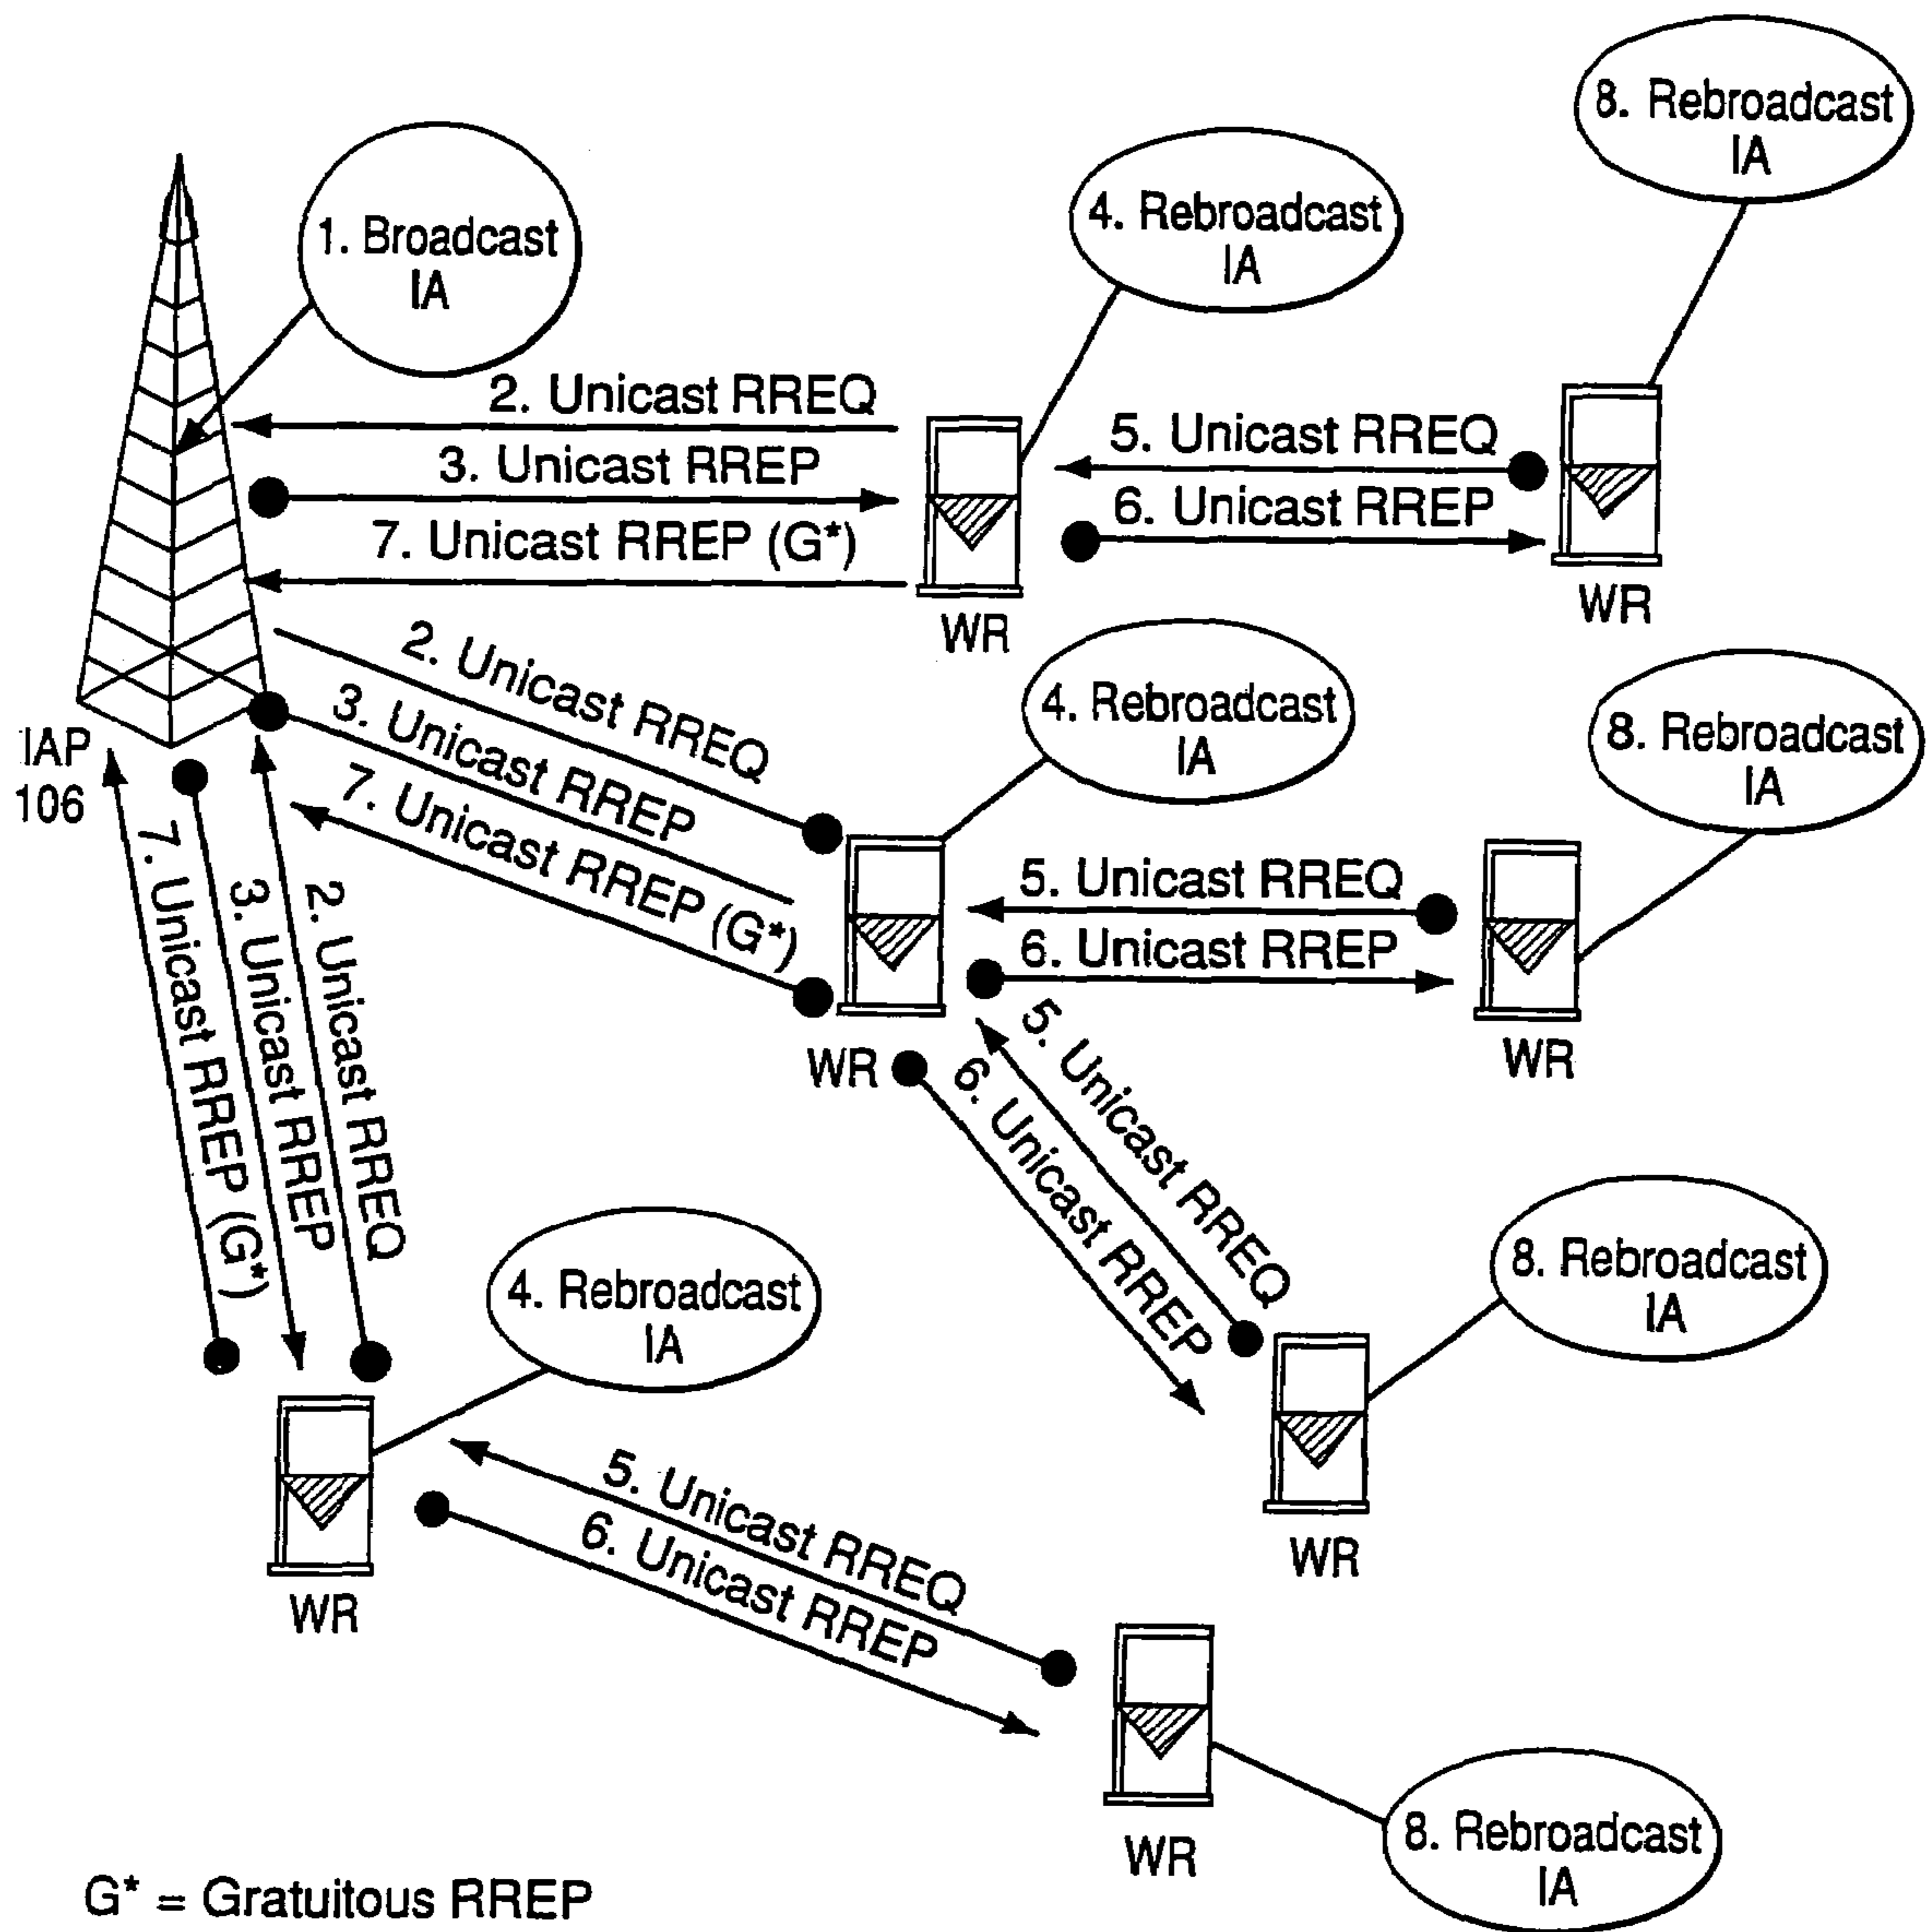 8. Rebroadcast
IA
1. Broadcast
IA
4. Rebroadcast
IA
2. Unicast RREQ
3. Unicast RREP
7. Unicast RREP (G*)
5. Unicast RREQ
6. Unicast RREP
WR
WR
2. Unicast RREQ
3. Unicast RREP
7. Unicast RREP (G*)
4. Rebroadcast
IA
8. Rebroadcast
IA
IAP
106
5. Unicast RREQ
6. Unicast RREP
WR
WR
7. Unicast RREP (G*)
3. Unicast RREP
2. Unicast RREQ
5. Unicast RREQ
6. Unicast RREP
4. Rebroadcast
IA
8. Rebroadcast
IA
WR
WR
5. Unicast RREQ
6. Unicast RREP
WR
8. Rebroadcast
IA
G* = Gratuitous RREP